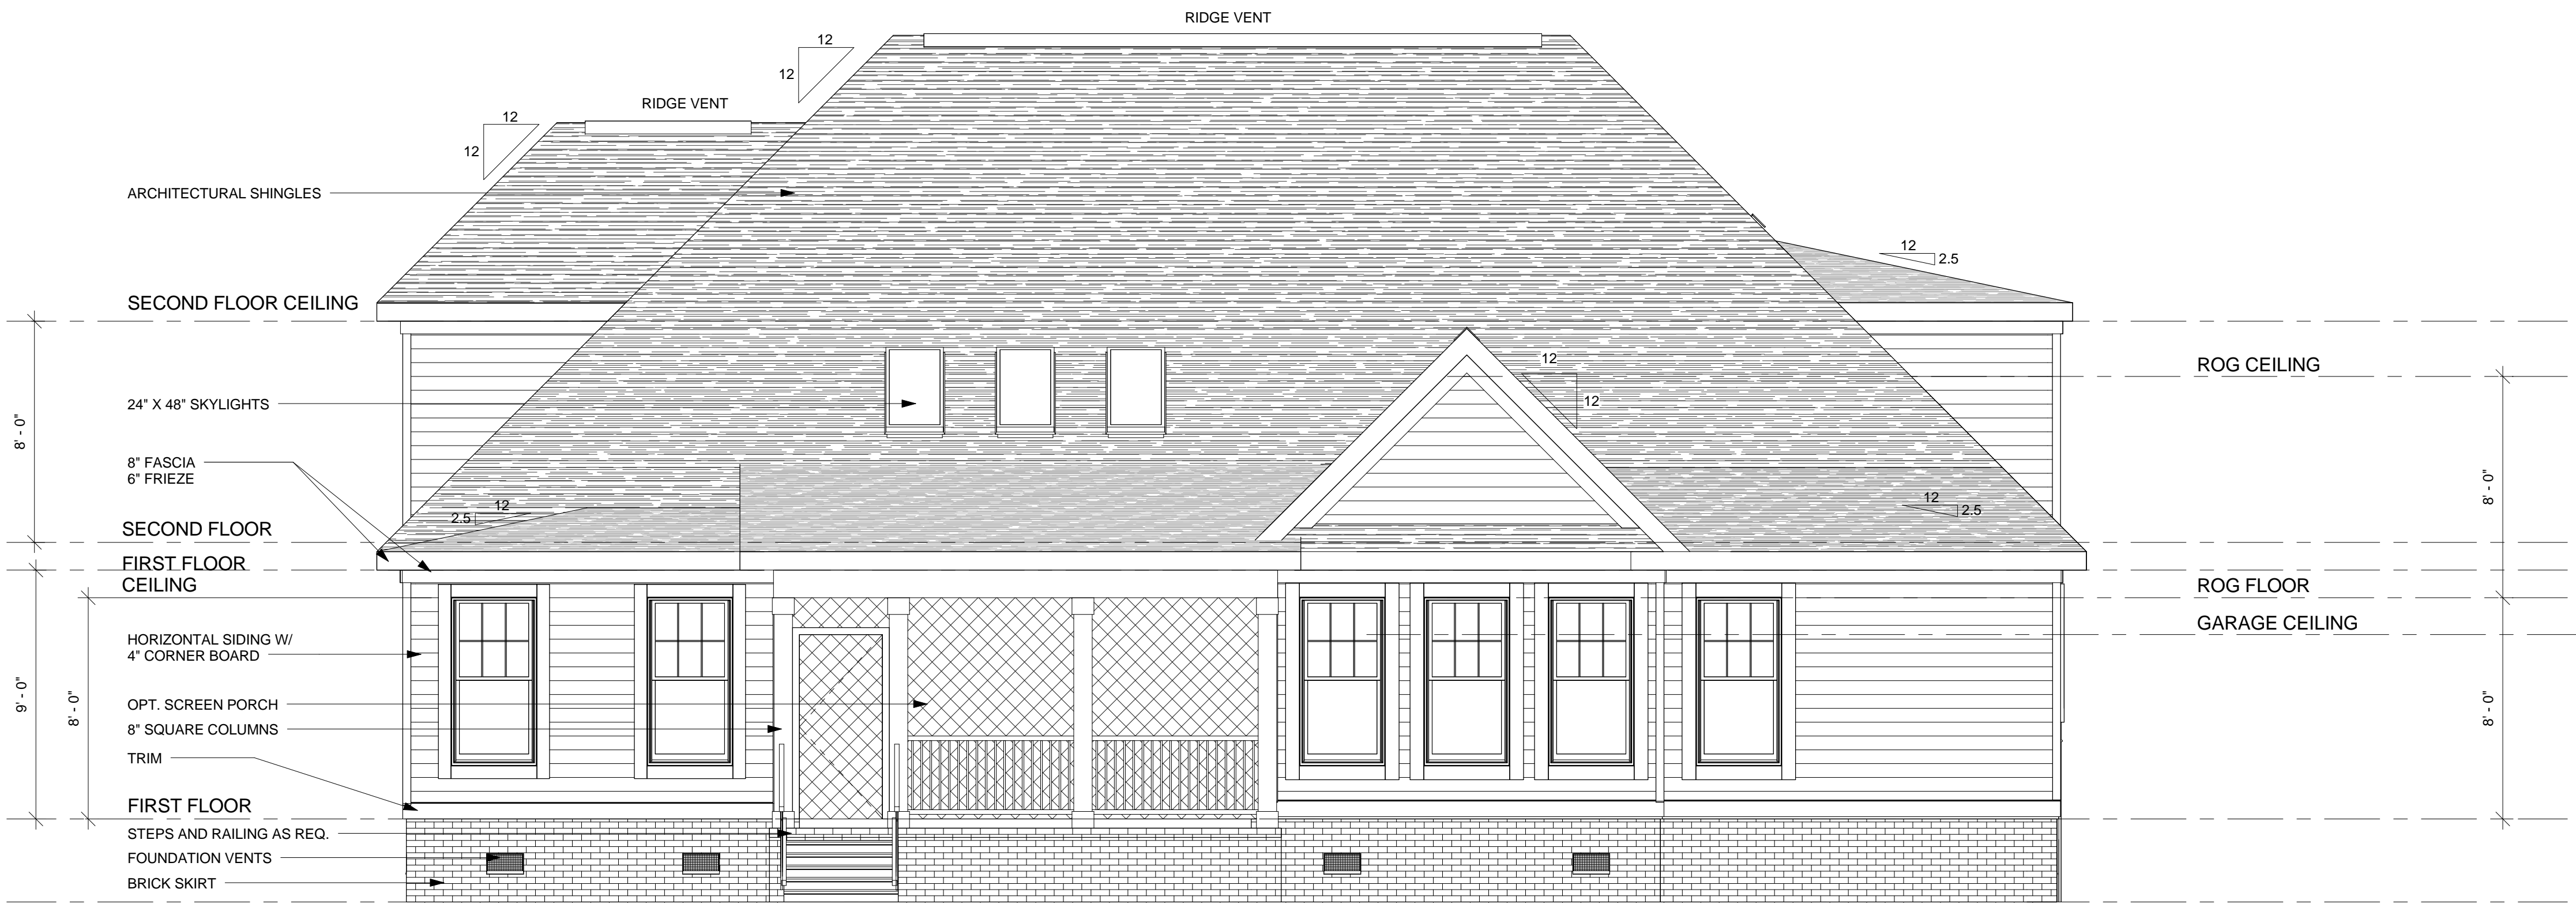 RIDGE VENT
12
12
RIDGE VENT
12
12
ARCHITECTURAL SHINGLES
12
2.5
SECOND FLOOR CEILING
ROG CEILING
12
12
24" X 48" SKYLIGHTS
8' - 0"
8" FASCIA
6" FRIEZE
8' - 0"
12
2.5
12
2.5
SECOND FLOOR
FIRST FLOOR
CEILING
ROG FLOOR
GARAGE CEILING
HORIZONTAL SIDING W/
4" CORNER BOARD
9' - 0"
8' - 0"
8' - 0"
OPT. SCREEN PORCH
8" SQUARE COLUMNS
TRIM
FIRST FLOOR
STEPS AND RAILING AS REQ.
FOUNDATION VENTS
BRICK SKIRT